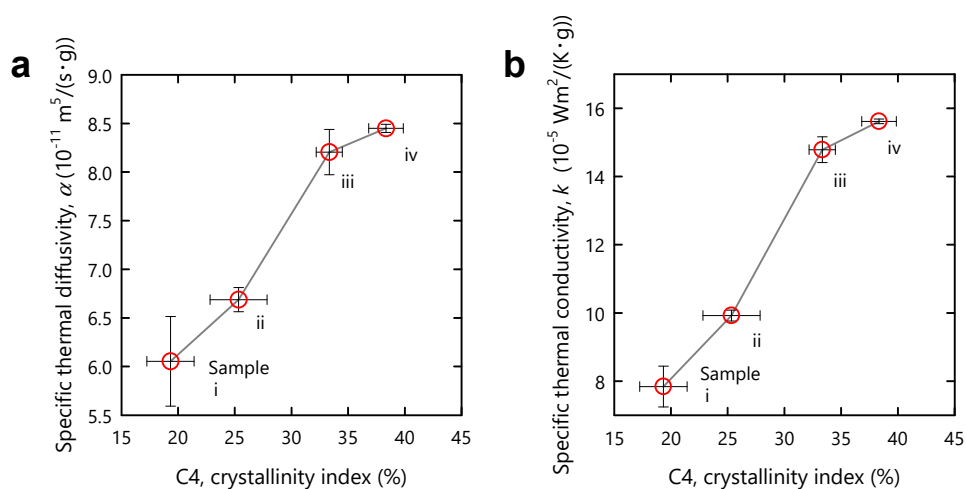 a
Specific thermal diffusivity, α (10⁻¹¹ m⁵/(s·g))
9.0
8.5
8.0
7.5
7.0
6.5
6.0
5.5
iv
iii
ii
Sample
i
15 20 25 30 35 40 45
C4, crystallinity index (%)
b
Specific thermal conductivity, k (10⁻⁵ Wm²/(K·g))
16
14
12
10
8
iv
iii
ii
Sample
i
15 20 25 30 35 40 45
C4, crystallinity index (%)